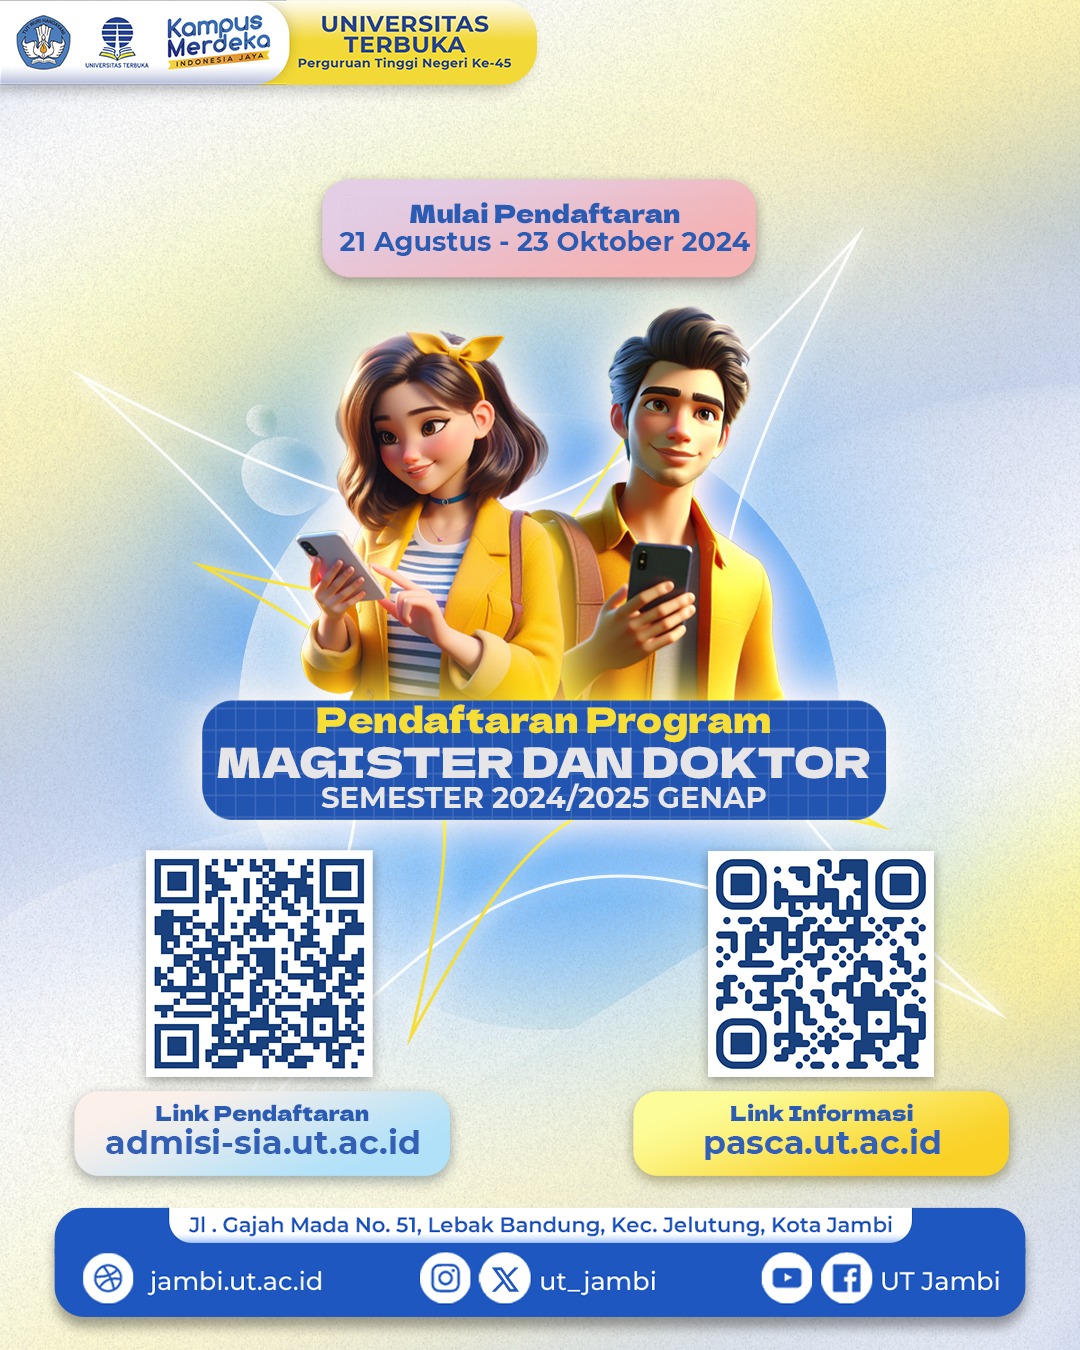 UNIVERSITAS TERBUKA
Kampus
Merdeka
INDONESIA JAYA
UNIVERSITAS
TERBUKA
Perguruan Tinggi Negeri Ke-45
Mulai Pendaftaran
21 Agustus - 23 Oktober 2024
Pendaftaran Program
MAGISTER DAN DOKTOR
SEMESTER 2024/2025 GENAP
Link Pendaftaran
admisi-sia.ut.ac.id
Link Informasi
pasca.ut.ac.id
Jl . Gajah Mada No. 51, Lebak Bandung, Kec. Jelutung, Kota Jambi
jambi.ut.ac.id
ut_jambi
UT Jambi